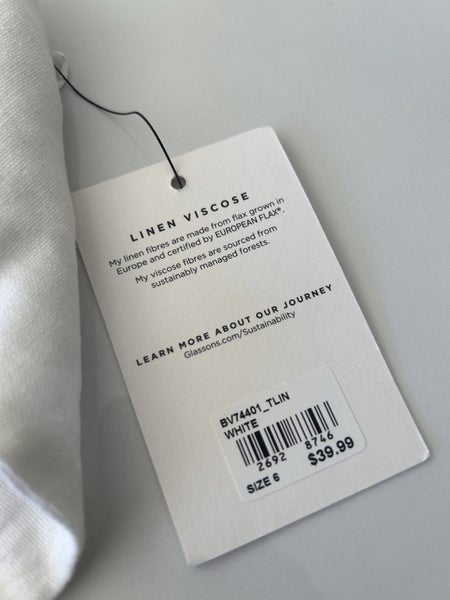 LINEN VISCOSE
My linen fibres are made from flax grown in
Europe and certified by EUROPEAN FLAX®.
My viscose fibres are sourced from
sustainably managed forests.
LEARN MORE ABOUT OUR JOURNEY
Glassons.com/Sustainability
BV74401_TLIN
WHITE
2692 8746
SIZE 6 $39.99